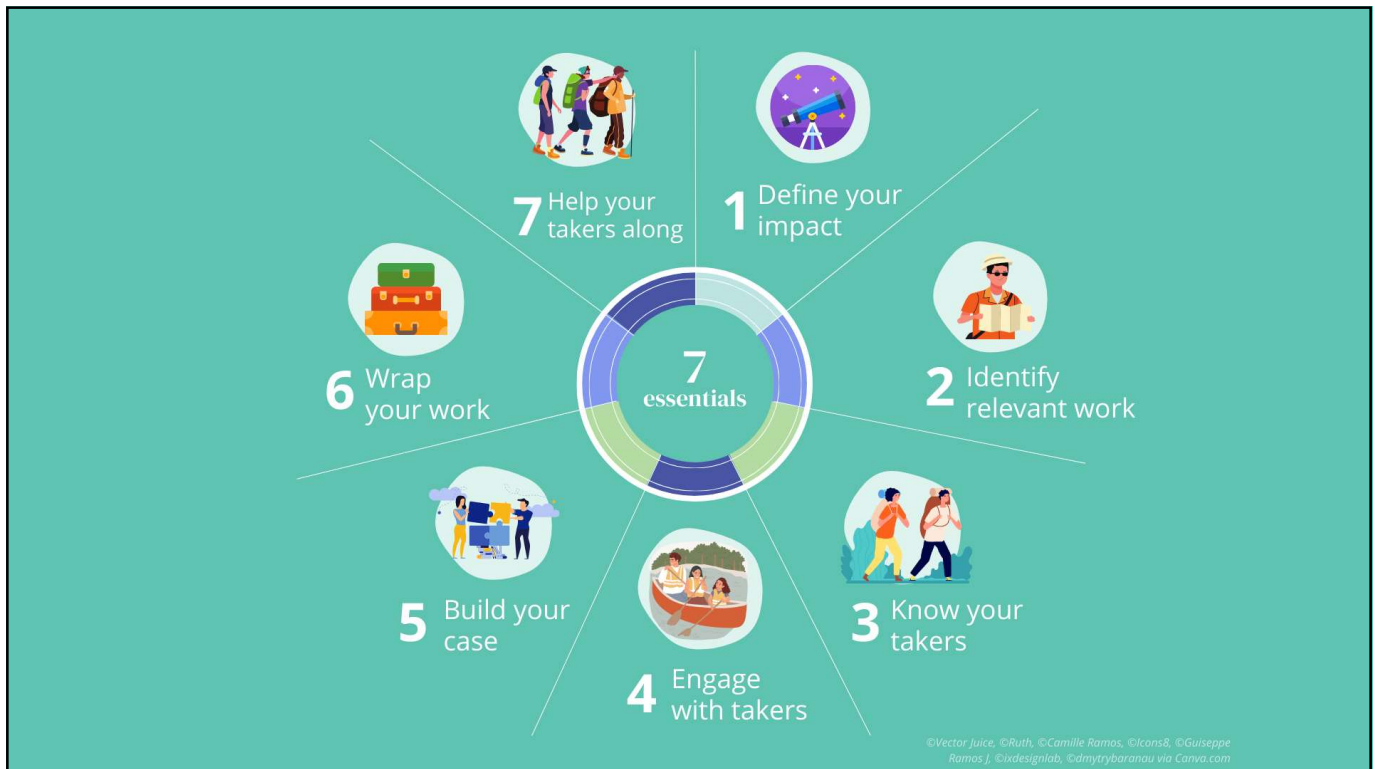 7
essentials
1 Define your
impact
2 Identify
relevant work
3 Know your
takers
4 Engage
with takers
5 Build your
case
6 Wrap
your work
7 Help your
takers along
©Vector Juice, ©Ruth, ©Camille Ramos, ©Icons8, ©Guiseppe
Ramos J, ©ixdesignlab, ©dmytrybaranau via Canva.com